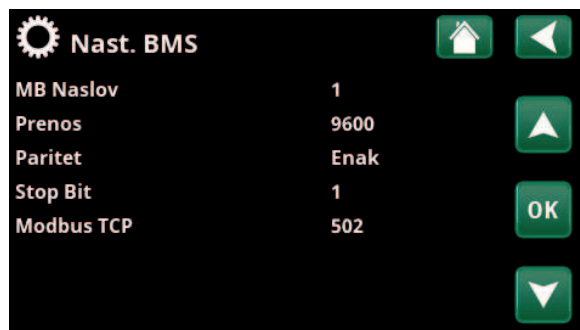 Nast. BMS
MB Naslov 1
Prenos 9600
Paritet Enak
Stop Bit 1
Modbus TCP 502
OK